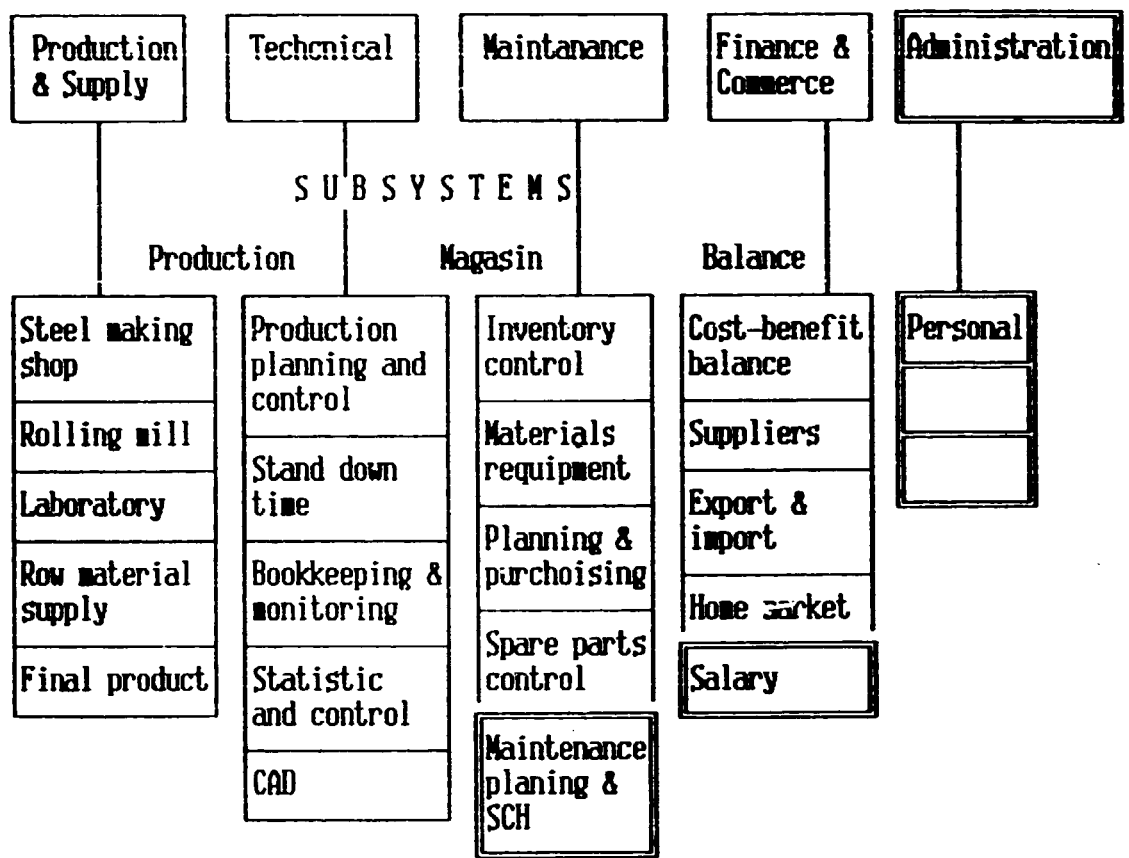 Production
& Supply
Techcnical
Maintanance
Finance &
Commerce
Administration
S U B S Y S T E M S
Production
Magasin
Balance
Steel making
shop
Rolling mill
Laboratory
Row material
supply
Final product
Production
planning and
control
Stand down
time
Bookkeeping &
monitoring
Statistic
and control
CAD
Inventory
control
Materials
requipment
Planning &
purchoising
Spare parts
control
Maintenance
planing &
SCH
Cost-benefit
balance
Suppliers
Export &
import
Home market
Salary
Personal